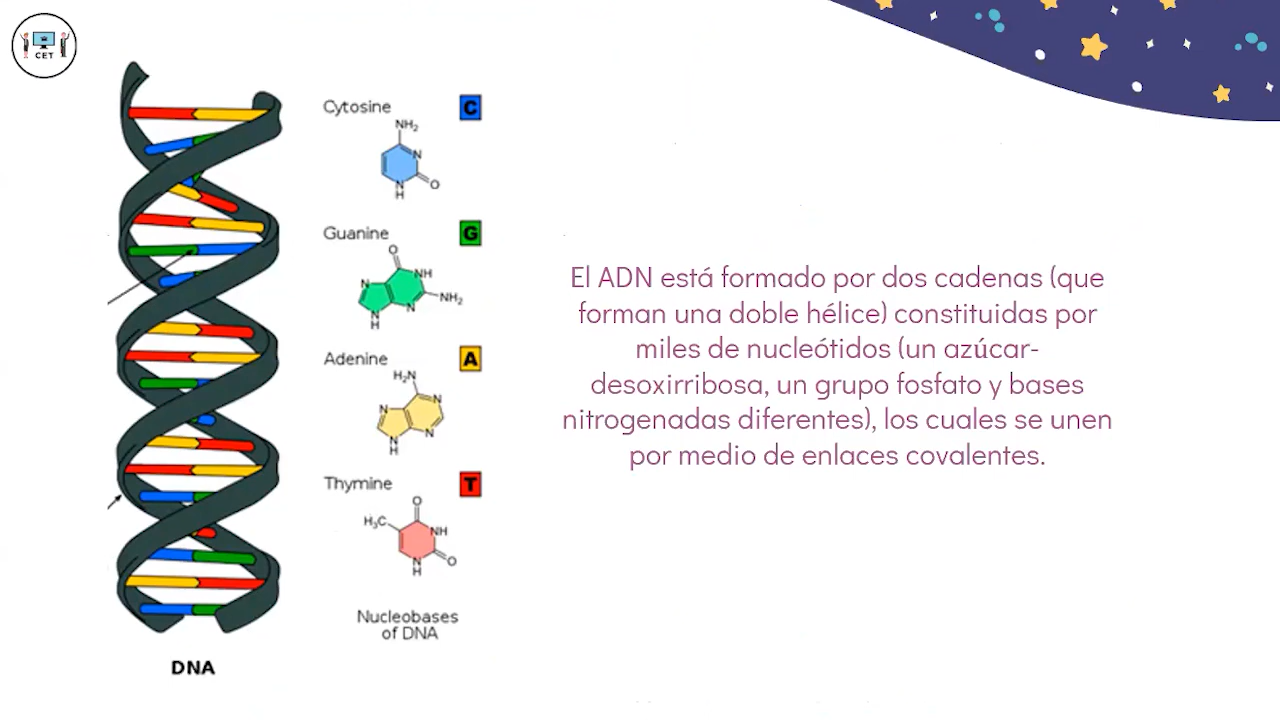 CET
Cytosine C
NH2
N
N
H
O
Guanine G
O
N
NH
N
H
N
NH2
Adenine A
H2N
N
N
N
H
N
Thymine T
O
H3C
NH
N
H
O
Nucleobases
of DNA
DNA
El ADN está formado por dos cadenas (que
forman una doble hélice) constituidas por
miles de nucleótidos (un azúcar-
desoxirribosa, un grupo fosfato y bases
nitrogenadas diferentes), los cuales se unen
por medio de enlaces covalentes.